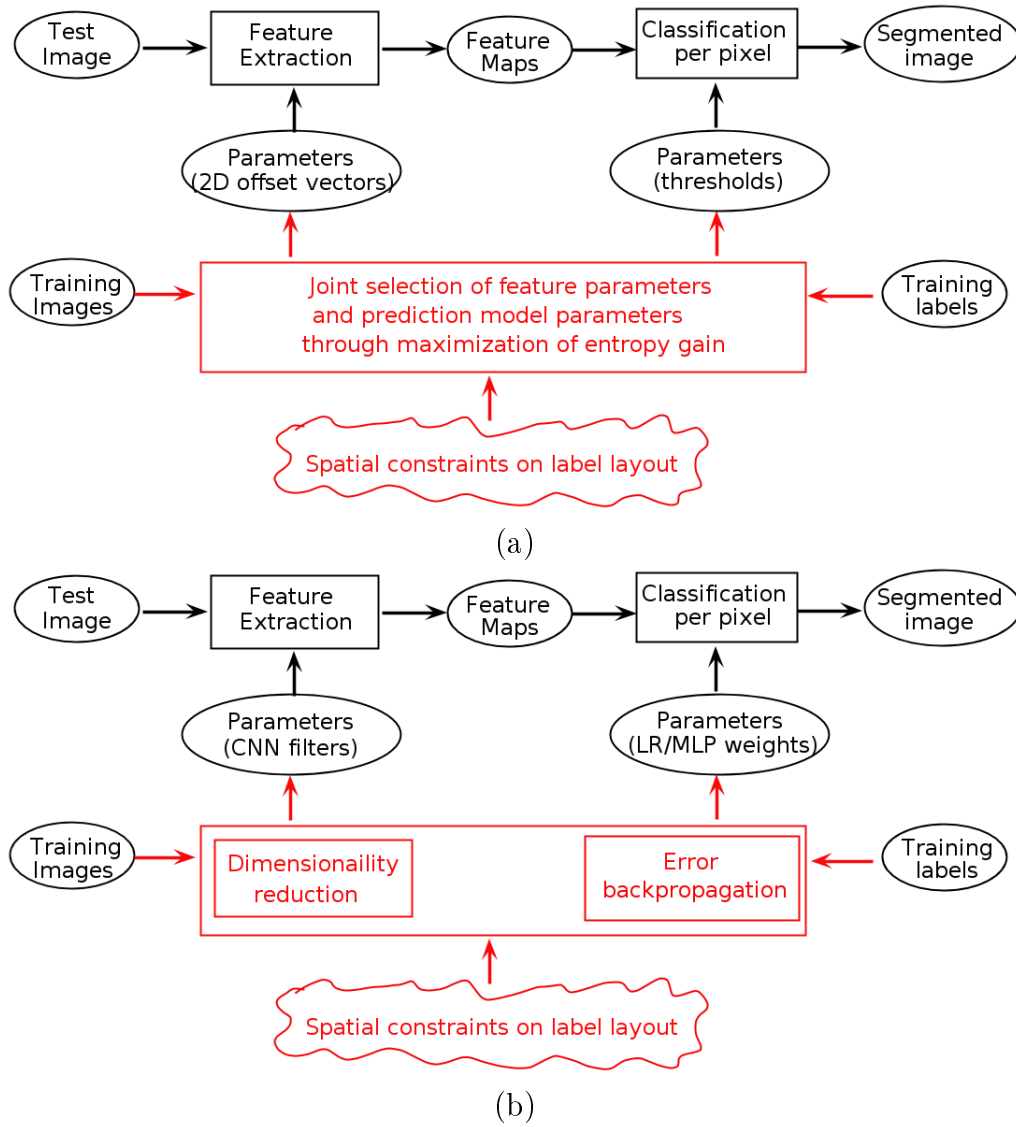 Test
Image
Feature
Extraction
Feature
Maps
Classification
per pixel
Segmented
image
Parameters
(2D offset vectors)
Parameters
(thresholds)
Training
Images
Joint selection of feature parameters
and prediction model parameters
through maximization of entropy gain
Training
labels
Spatial constraints on label layout
(a)
Test
Image
Feature
Extraction
Feature
Maps
Classification
per pixel
Segmented
image
Parameters
(CNN filters)
Parameters
(LR/MLP weights)
Training
Images
Dimensionaility
reduction
Error
backpropagation
Training
labels
Spatial constraints on label layout
(b)